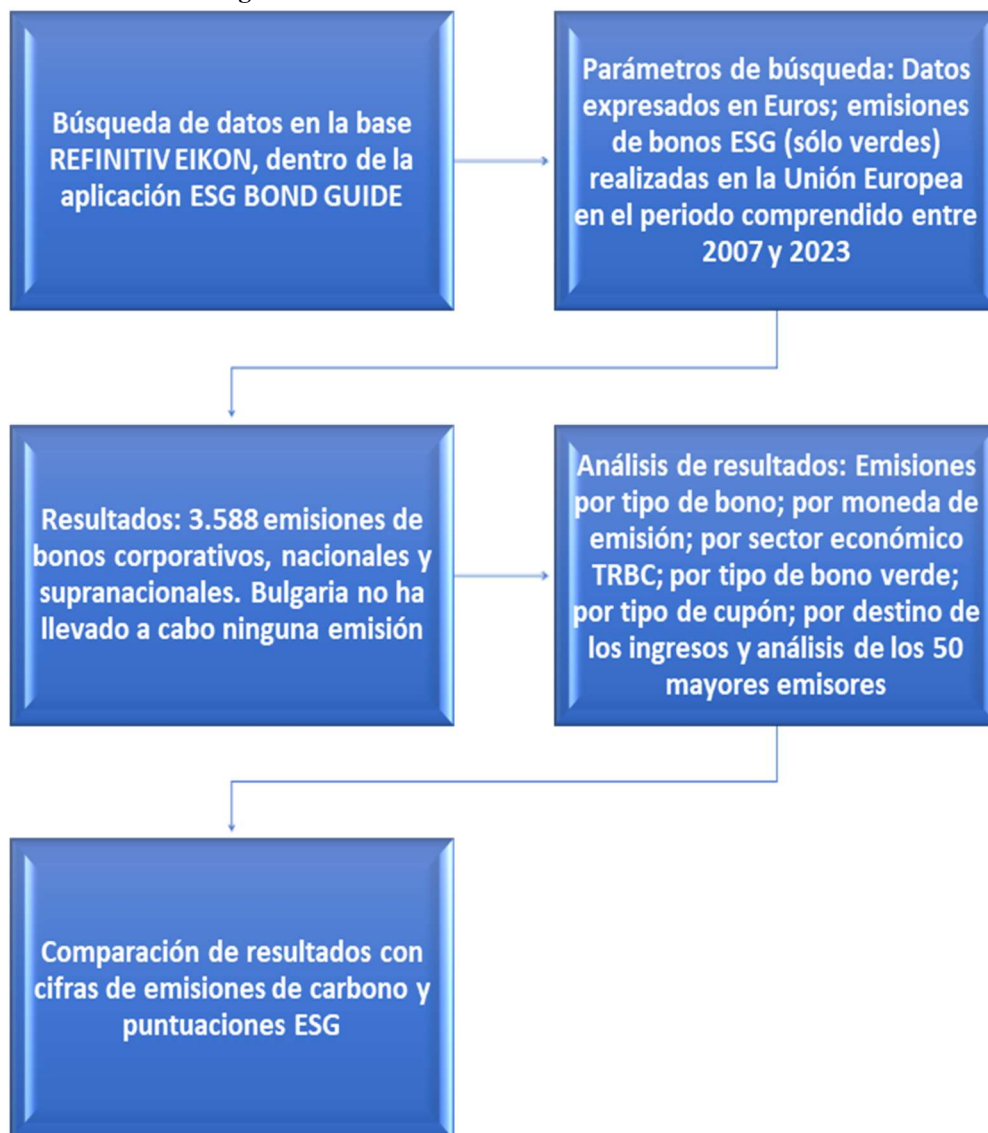 Búsqueda de datos en la base
REFINITIV EIKON, dentro de la
aplicación ESG BOND GUIDE
Parámetros de búsqueda: Datos
expresados en Euros; emisiones
de bonos ESG (sólo verdes)
realizadas en la Unión Europea
en el periodo comprendido entre
2007 y 2023
Resultados: 3.588 emisiones de
bonos corporativos, nacionales y
supranacionales. Bulgaria no ha
llevado a cabo ninguna emisión
Análisis de resultados: Emisiones
por tipo de bono; por moneda de
emisión; por sector económico
TRBC; por tipo de bono verde;
por tipo de cupón; por destino de
los ingresos y análisis de los 50
mayores emisores
Comparación de resultados con
cifras de emisiones de carbono y
puntuaciones ESG